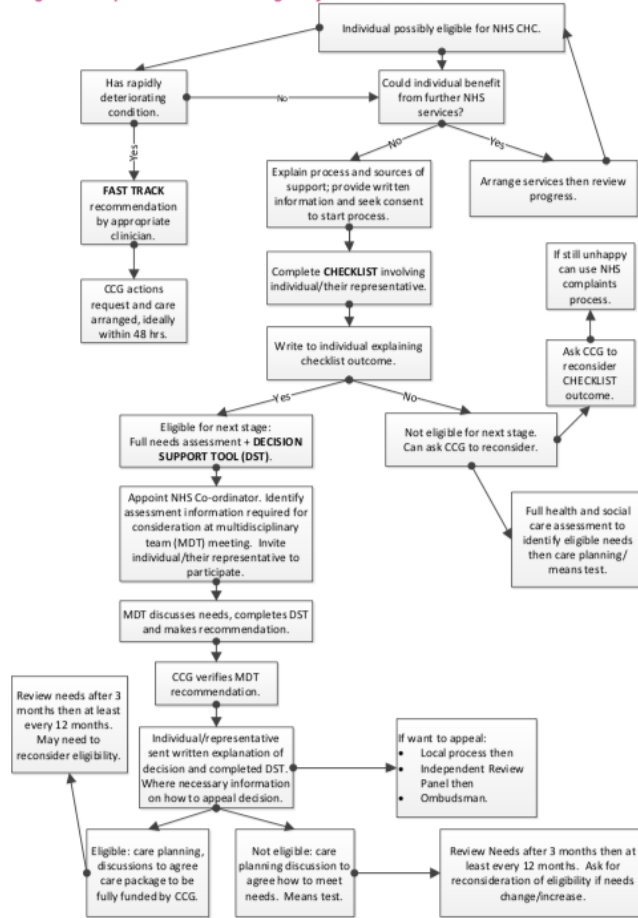 Individual possibly eligible for NHS CHC.
Has rapidly
deteriorating
condition.
No
Could individual benefit
from further NHS
services?
Yes
No
Yes
FAST TRACK
recommendation
by appropriate
clinician.
Explain process and sources of
support; provide written
information and seek consent
to start process.
Arrange services then review
progress.
CCG actions
request and care
arranged, ideally
within 48 hrs.
Complete CHECKLIST involving
individual/their representative.
If still unhappy
can use NHS
complaints
process.
Write to individual explaining
checklist outcome.
Ask CCG to
reconsider
CHECKLIST
outcome.
Yes
No
Eligible for next stage:
Full needs assessment + DECISION
SUPPORT TOOL (DST).
Not eligible for next stage.
Can ask CCG to reconsider.
Appoint NHS Co-ordinator. Identify
assessment information required for
consideration at multidisciplinary
team (MDT) meeting. Invite
individual/their representative to
participate.
Full health and social
care assessment to
identify eligible needs
then care planning/
means test.
MDT discusses needs, completes DST
and makes recommendation.
CCG verifies MDT
recommendation.
Review needs after 3
months then at least
every 12 months.
May need to
reconsider eligibility.
Individual/representative
sent written explanation of
decision and completed DST.
Where necessary information
on how to appeal decision.
If want to appeal:
• Local process then
• Independent Review
Panel then
• Ombudsman.
Eligible: care planning,
discussions to agree
care package to be
fully funded by CCG.
Not eligible: care
planning discussion to
agree how to meet
needs. Means test.
Review Needs after 3 months then at
least every 12 months. Ask for
reconsideration of eligibility if needs
change/increase.